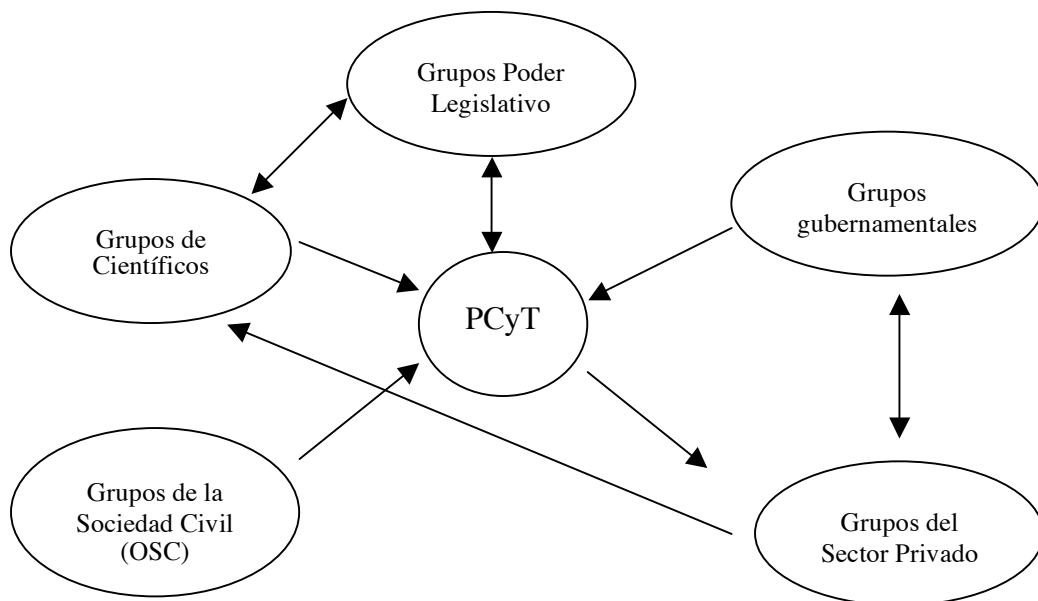 Grupos Poder
Legislativo
Grupos
gubernamentales
Grupos de
Científicos
PCyT
Grupos de la
Sociedad Civil
(OSC)
Grupos del
Sector Privado